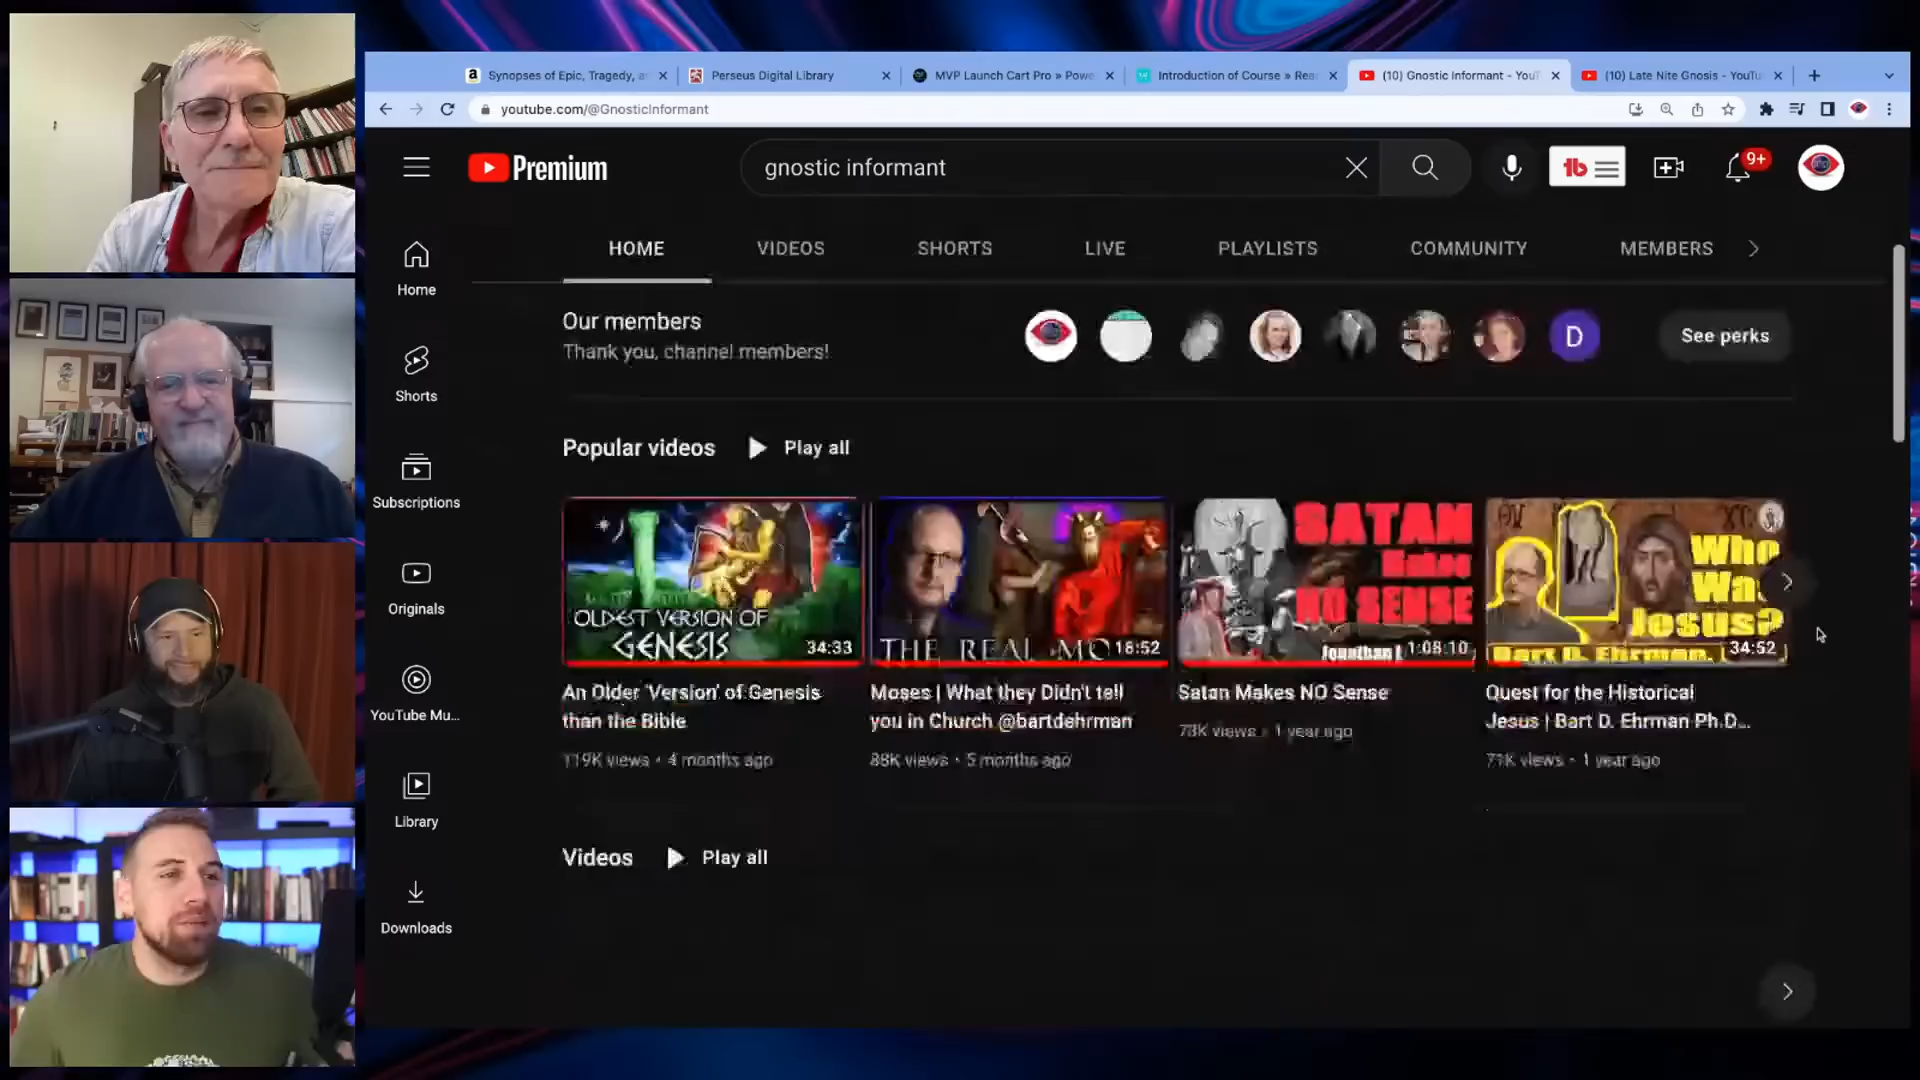 Synopses of Epic, Tragedy, a
Perseus Digital Library
MVP Launch Cart Pro » Powe
Introduction of Course » Rea
(10) Gnostic Informant - YouT
(10) Late Nite Gnosis - YouTu
youtube.com/@GnosticInformant
Premium
gnostic informant
9+
HOME
VIDEOS
SHORTS
LIVE
PLAYLISTS
COMMUNITY
MEMBERS
Home
Shorts
Subscriptions
Originals
YouTube Mu...
Library
Downloads
Our members
Thank you, channel members!
D
See perks
Popular videos
Play all
OLDEST VERSION OF
GENESIS
34:33
THE REAL MO
18:52
SATAN
Makes
NO SENSE
Jonathan
1:08:10
Who
Was
Jesus?
Bart D. Ehrman
34:52
An Older 'Version' of Genesis
than the Bible
119K views • 4 months ago
Moses | What they Didn't tell
you in Church @bartdehrman
88K views • 5 months ago
Satan Makes NO Sense
73K views • 1 year ago
Quest for the Historical
Jesus | Bart D. Ehrman Ph.D...
71K views • 1 year ago
Videos
Play all